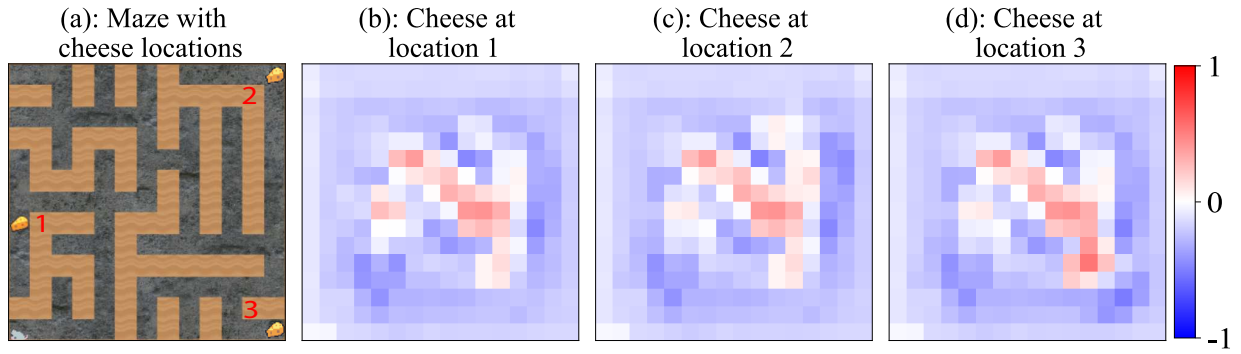 (a): Maze with
cheese locations
(b): Cheese at
location 1
(c): Cheese at
location 2
(d): Cheese at
location 3
2
1
3
1
0
-1